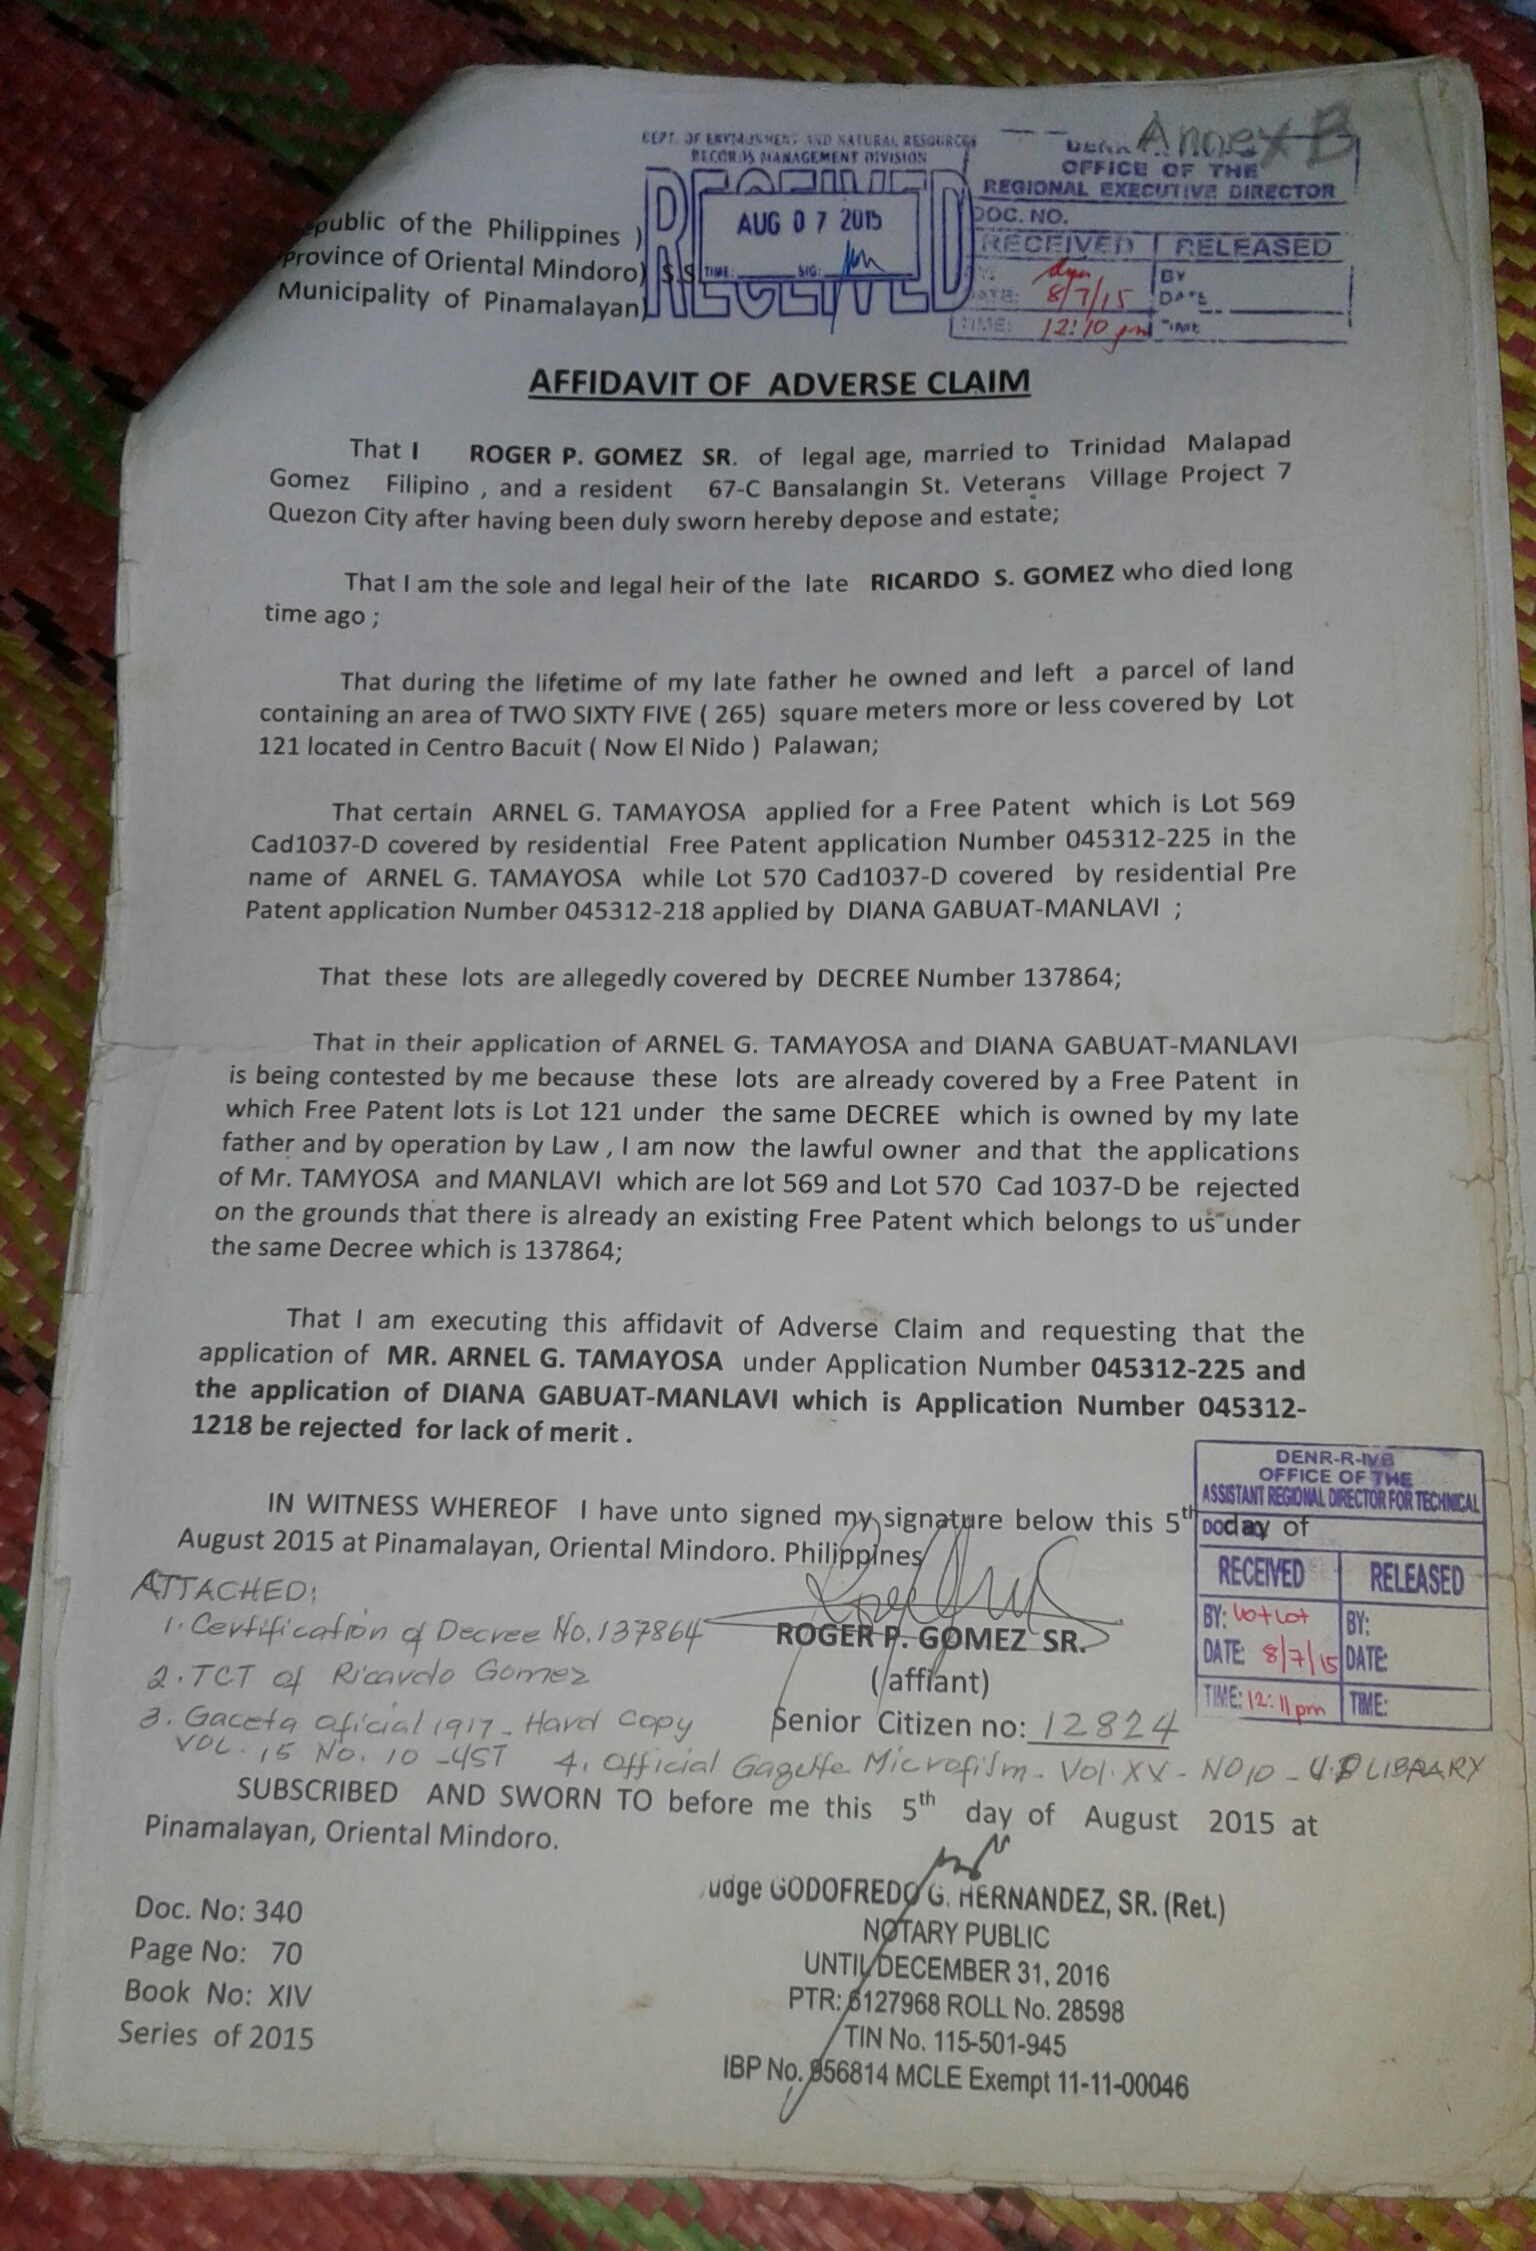 Annex B
DEPT. OF ENVIRONMENT AND NATURAL RESOURCES
RECORDS MANAGEMENT DIVISION
RECEIVED
AUG 07 2015
TIME: SIG:
OFFICE OF THE
REGIONAL EXECUTIVE DIRECTOR
DOC. NO.
RECEIVED RELEASED
BY
DATE: 8/7/15 DATE
TIME: 12:10 pm TIME
epublic of the Philippines )
Province of Oriental Mindoro) S.S
Municipality of Pinamalayan)
AFFIDAVIT OF ADVERSE CLAIM
That I ROGER P. GOMEZ SR. of legal age, married to Trinidad Malapad
Gomez Filipino , and a resident 67-C Bansalangin St. Veterans Village Project 7
Quezon City after having been duly sworn hereby depose and estate;
That I am the sole and legal heir of the late RICARDO S. GOMEZ who died long
time ago ;
That during the lifetime of my late father he owned and left a parcel of land
containing an area of TWO SIXTY FIVE ( 265) square meters more or less covered by Lot
121 located in Centro Bacuit ( Now El Nido ) Palawan;
That certain ARNEL G. TAMAYOSA applied for a Free Patent which is Lot 569
Cad1037-D covered by residential Free Patent application Number 045312-225 in the
name of ARNEL G. TAMAYOSA while Lot 570 Cad1037-D covered by residential Pre
Patent application Number 045312-218 applied by DIANA GABUAT-MANLAVI ;
That these lots are allegedly covered by DECREE Number 137864;
That in their application of ARNEL G. TAMAYOSA and DIANA GABUAT-MANLAVI
is being contested by me because these lots are already covered by a Free Patent in
which Free Patent lots is Lot 121 under the same DECREE which is owned by my late
father and by operation by Law , I am now the lawful owner and that the applications
of Mr. TAMYOSA and MANLAVI which are lot 569 and Lot 570 Cad 1037-D be rejected
on the grounds that there is already an existing Free Patent which belongs to us under
the same Decree which is 137864;
That I am executing this affidavit of Adverse Claim and requesting that the
application of MR. ARNEL G. TAMAYOSA under Application Number 045312-225 and
the application of DIANA GABUAT-MANLAVI which is Application Number 045312-
1218 be rejected for lack of merit .
IN WITNESS WHEREOF I have unto signed my signature below this 5th day of
August 2015 at Pinamalayan, Oriental Mindoro. Philippines
DENR-R-IVB
OFFICE OF THE
ASSISTANT REGIONAL DIRECTOR FOR TECHNICAL
RECEIVED RELEASED
BY: BY:
DATE: 8/7/15 DATE:
TIME: 12:11 pm TIME:
ATTACHED:
1. Certification of Decree No. 137864
2. TCT of Ricardo Gomez
3. Gaceta Oficial 1917 - Hard Copy
VOL. 15 No. 10 -
4. Official Gazette Microfilm - Vol. XV - NO10 - U.P LIBRARY
ROGER P. GOMEZ SR.
(affiant)
Senior Citizen no: 12824
SUBSCRIBED AND SWORN TO before me this 5th day of August 2015 at
Pinamalayan, Oriental Mindoro.
udge GODOFREDO G. HERNANDEZ, SR. (Ret.)
NOTARY PUBLIC
UNTIL DECEMBER 31, 2016
PTR: 6127968 ROLL No. 28598
TIN No. 115-501-945
IBP No. 956814 MCLE Exempt 11-11-00046
Doc. No: 340
Page No: 70
Book No: XIV
Series of 2015